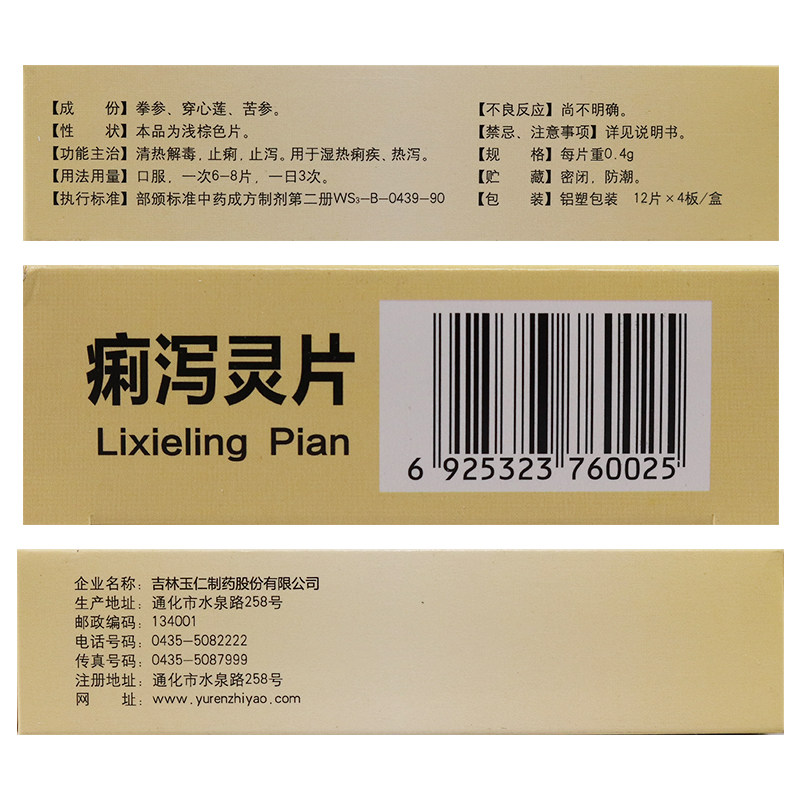 【成　份】拳参、穿心莲、苦参。
【性　状】本品为浅棕色片。
【功能主治】清热解毒,止痢,止泻。用于湿热痢疾、热泻。
【用法用量】口服，一次6-8片，一日3次。
【执行标准】部颁标准中药成方制剂第二册WS₃-B-0439-90
【不良反应】尚不明确。
【禁忌、注意事项】详见说明书。
【规　格】每片重0.4g
【贮　藏】密闭，防潮。
【包　装】铝塑包装　12片×4板/盒
痢泻灵片
Lixieling Pian
6 925323 760025
企业名称：吉林玉仁制药股份有限公司
生产地址：通化市水泉路258号
邮政编码：134001
电话号码：0435-5082222
传真号码：0435-5087999
注册地址：通化市水泉路258号
网　址：www.yurenzhiyao.com